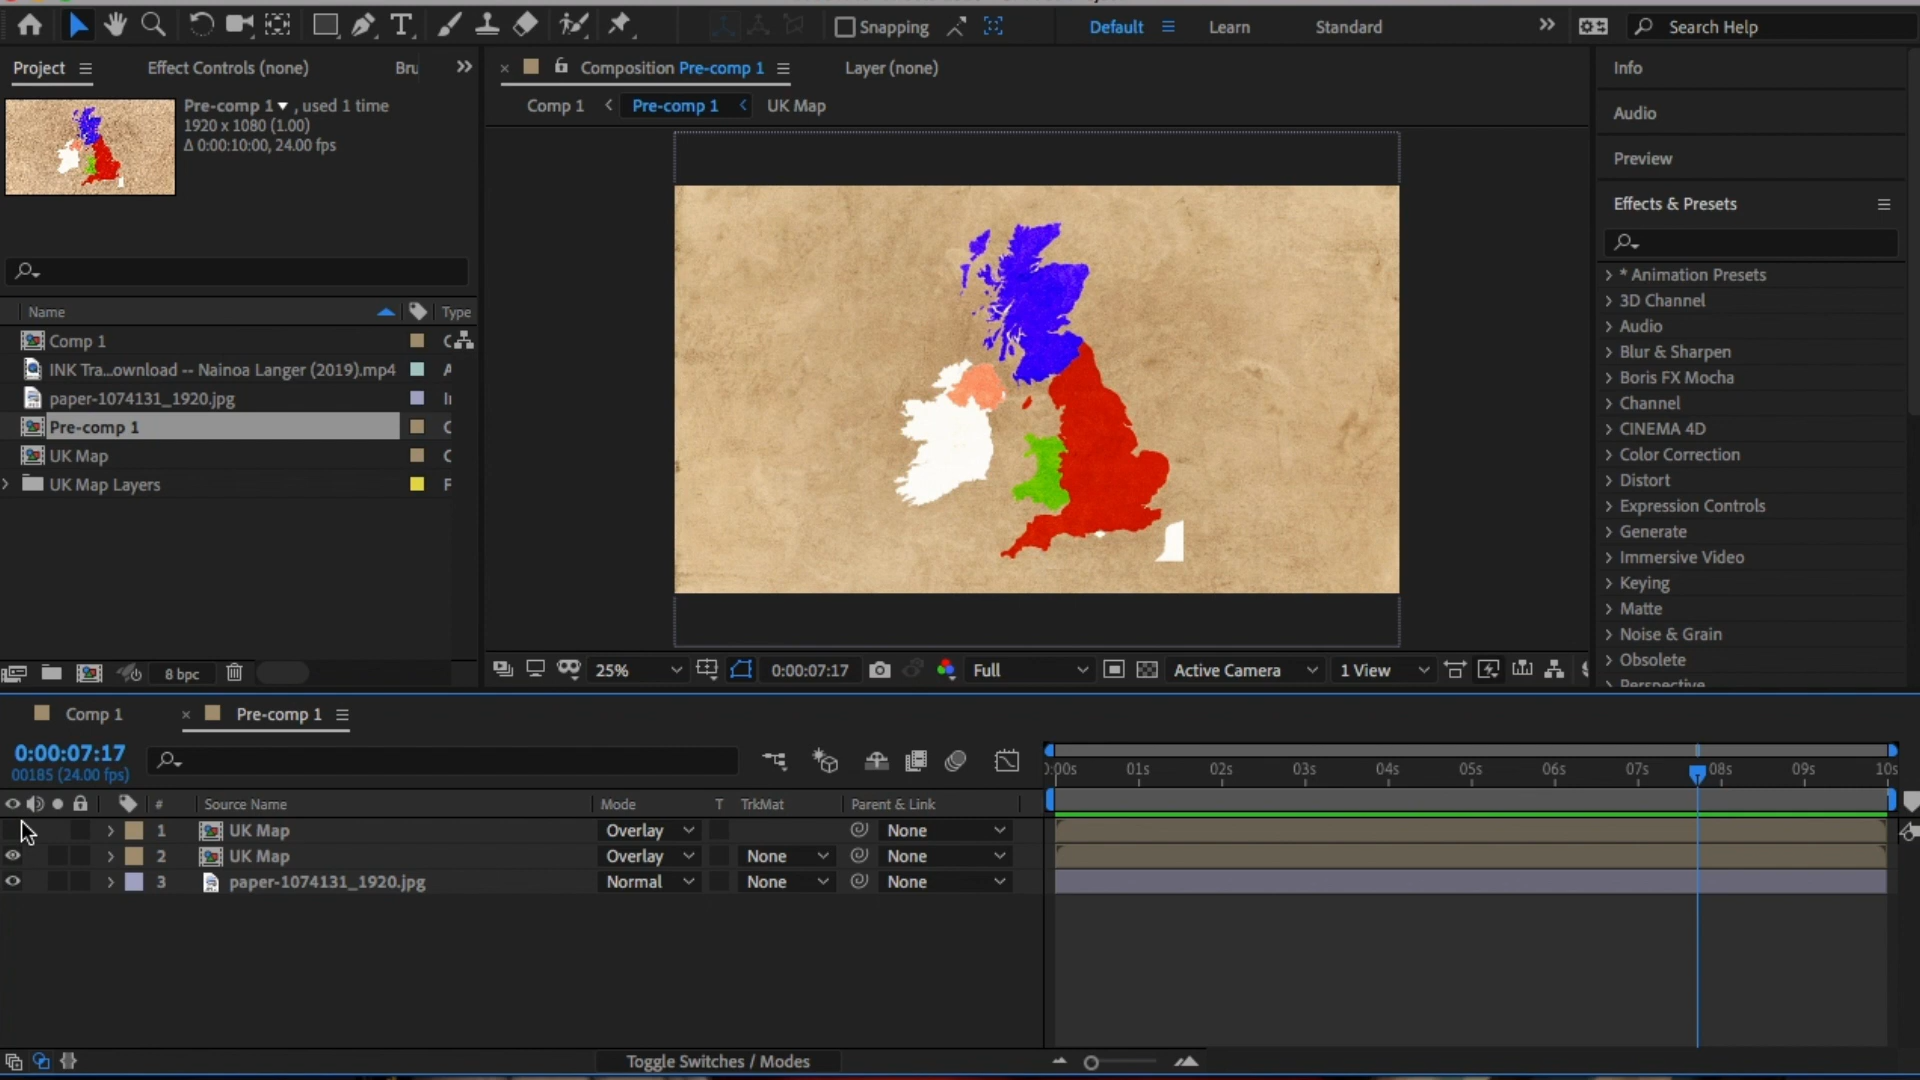 Snapping
Default
Learn
Standard
Search Help
Project
Effect Controls (none)
Bru
Composition Pre-comp 1
Layer (none)
Info
Pre-comp 1 , used 1 time
1920 x 1080 (1.00)
Δ 0:00:10:00, 24.00 fps
Comp 1
Pre-comp 1
UK Map
Audio
Preview
Effects & Presets
Name
Type
Comp 1
INK Tra...ownload -- Nainoa Langer (2019).mp4
paper-1074131_1920.jpg
Pre-comp 1
UK Map
UK Map Layers
* Animation Presets
3D Channel
Audio
Blur & Sharpen
Boris FX Mocha
Channel
CINEMA 4D
Color Correction
Distort
Expression Controls
Generate
Immersive Video
Keying
Matte
Noise & Grain
Obsolete
Perspective
8 bpc
25%
0:00:07:17
Full
Active Camera
1 View
Comp 1
Pre-comp 1
0:00:07:17
00185 (24.00 fps)
):00s 01s 02s 03s 04s 05s 06s 07s 08s 09s 10s
# Source Name Mode T TrkMat Parent & Link
1 UK Map Overlay None
2 UK Map Overlay None None
3 paper-1074131_1920.jpg Normal None None
Toggle Switches / Modes